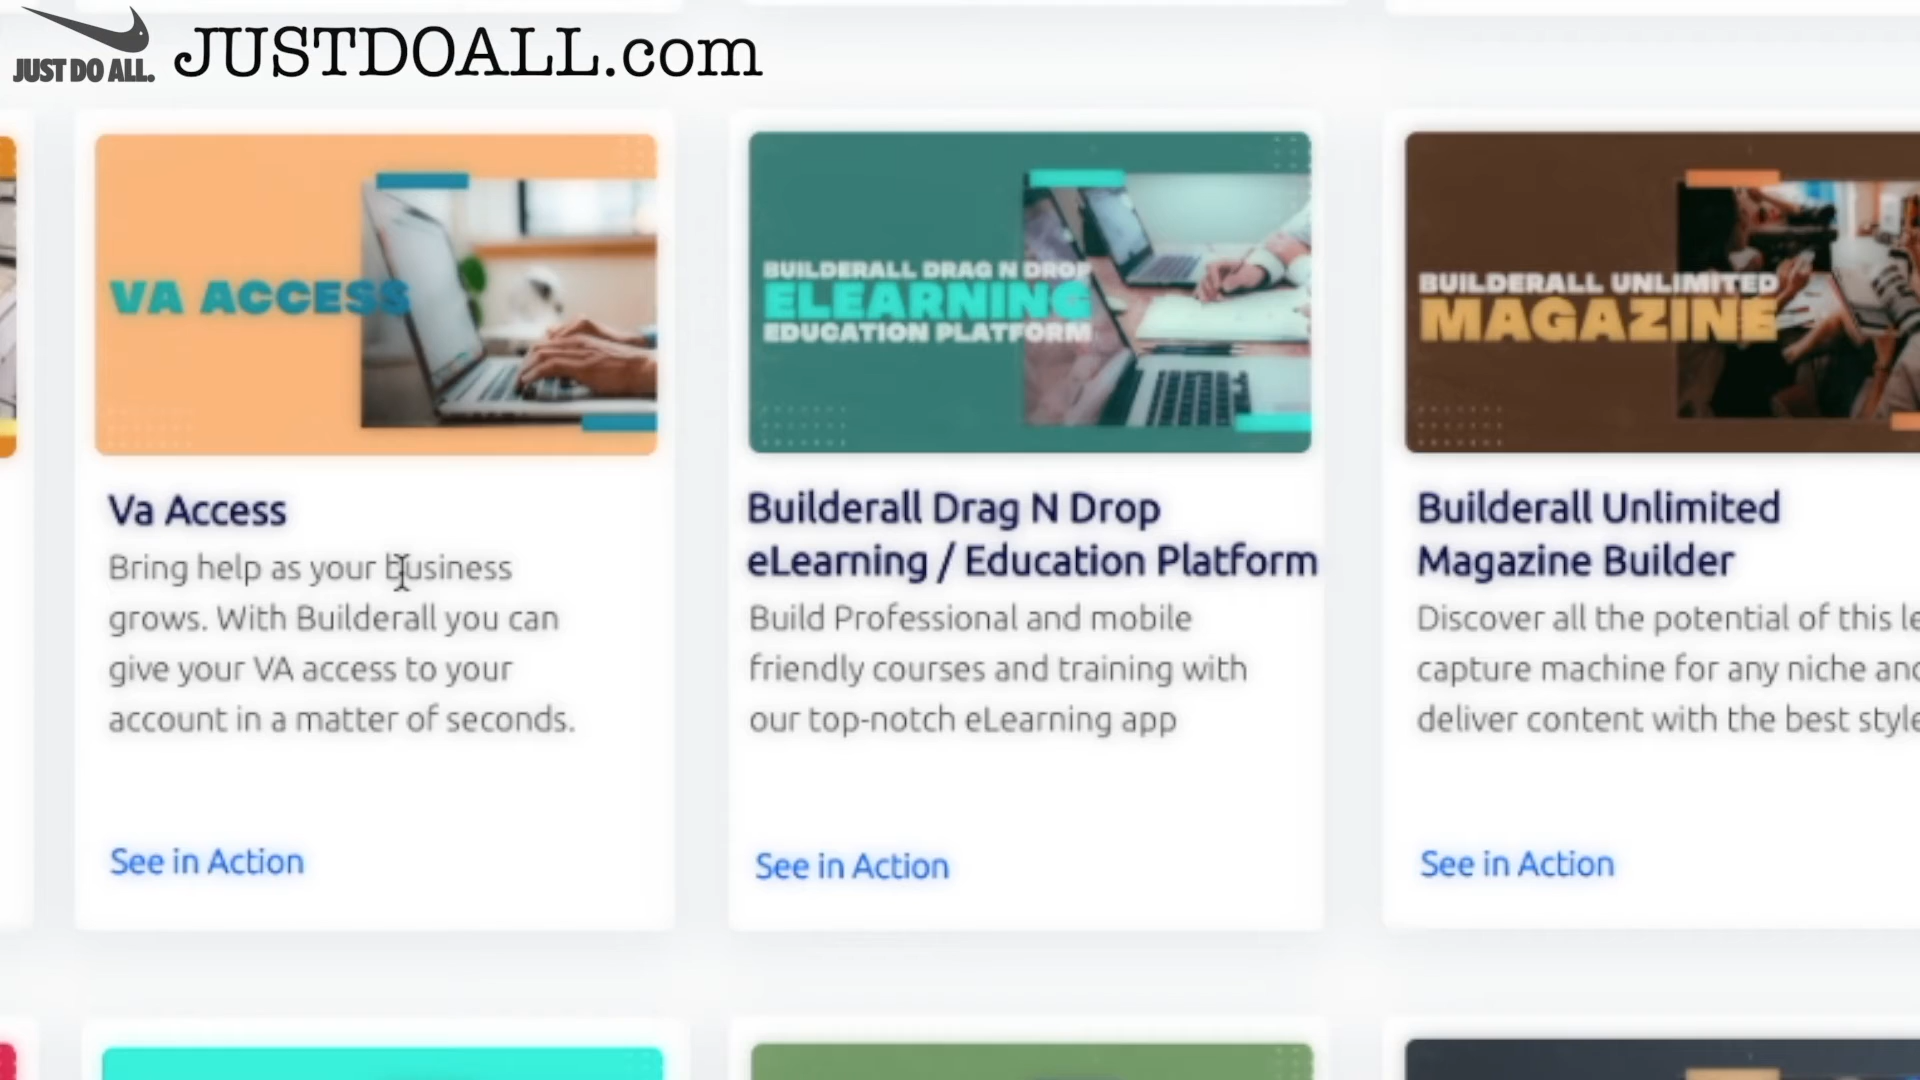 JUST DO ALL.
JUSTDOALL.com
VA ACCESS
Va Access
Bring help as your business
grows. With Builderall you can
give your VA access to your
account in a matter of seconds.
See in Action
BUILDERALL DRAG N DROP
ELEARNING
EDUCATION PLATFORM
Builderall Drag N Drop
eLearning / Education Platform
Build Professional and mobile
friendly courses and training with
our top-notch eLearning app
See in Action
BUILDERALL UNLIMITED
MAGAZINE
Builderall Unlimited
Magazine Builder
Discover all the potential of this
capture machine for any niche
deliver content with the best
See in Action